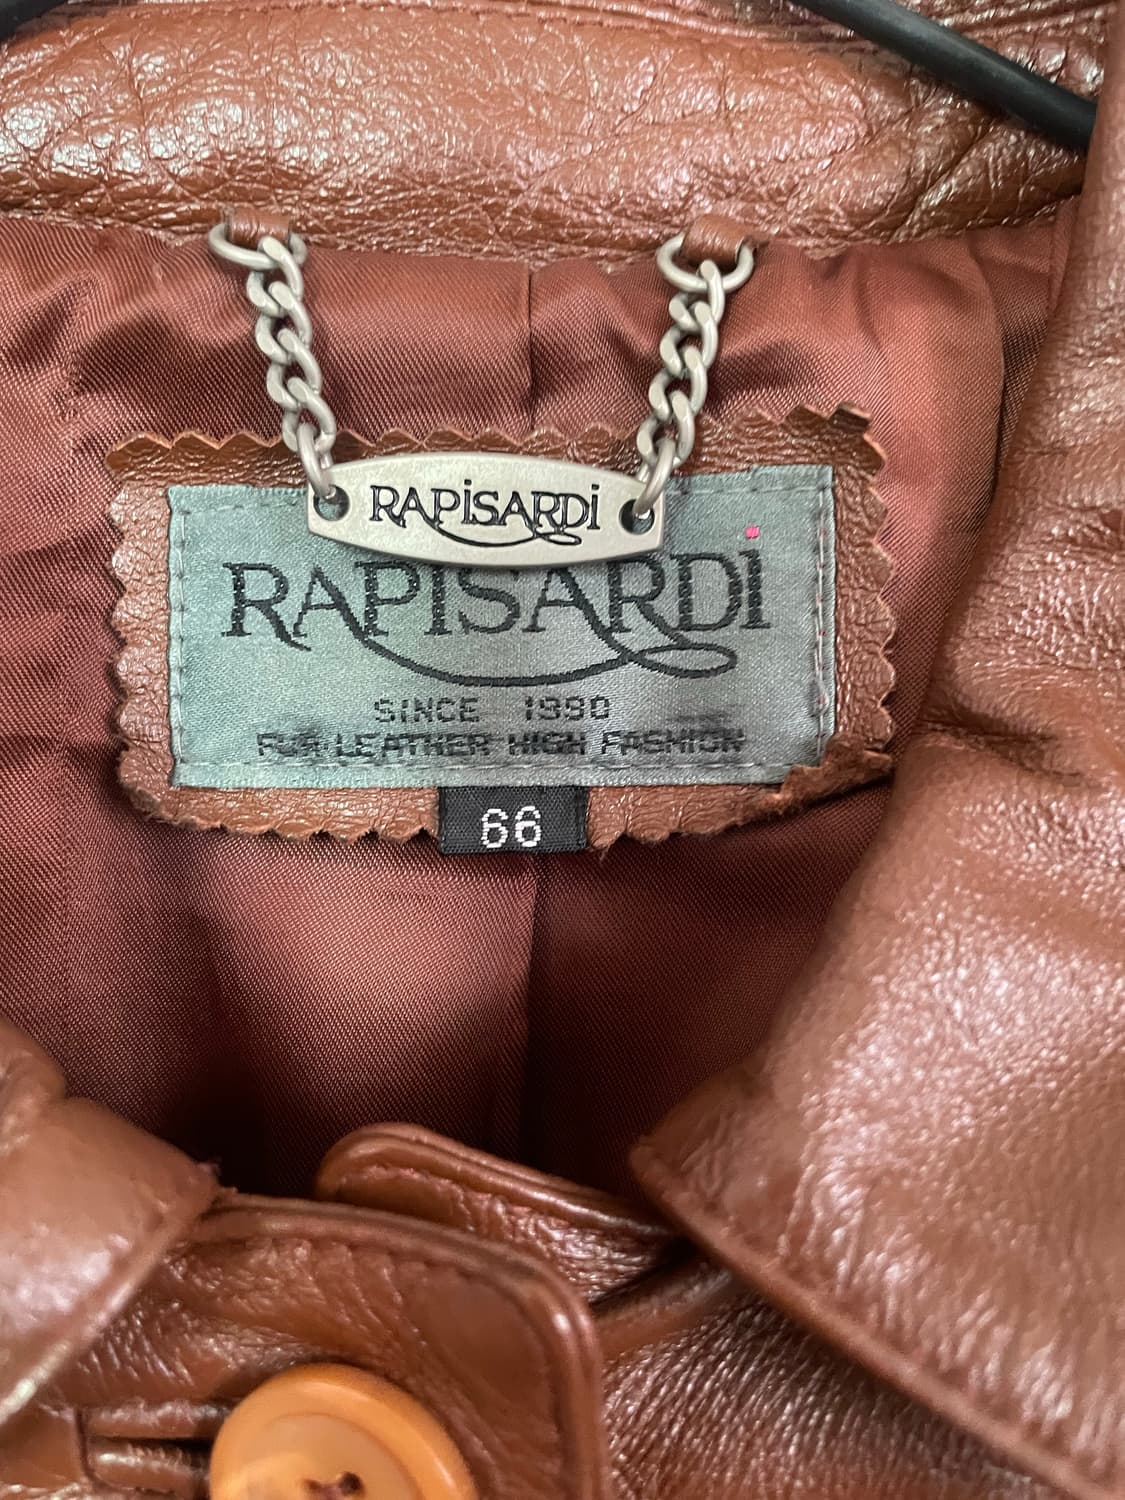 RAPiSARDi
RAPISARDi
SINCE 1990
FUR·LEATHER HIGH FASHION
66